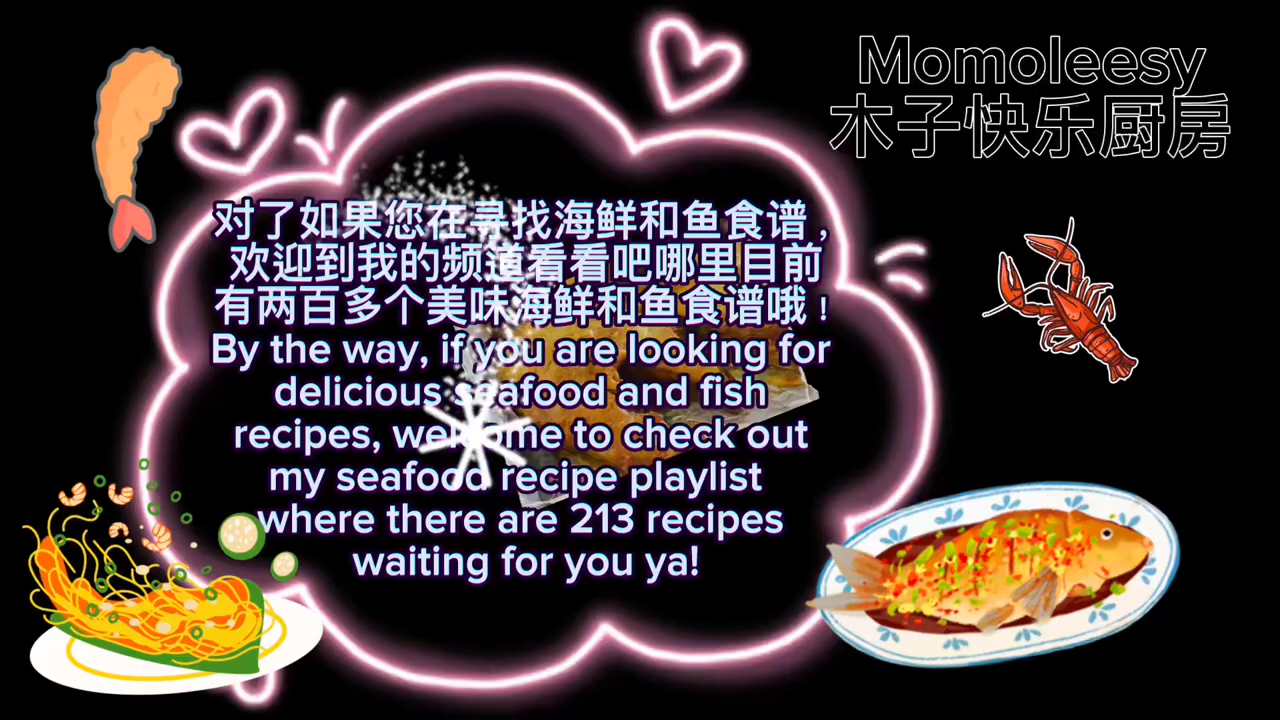 Momoleesy
木子快乐厨房
对了如果您在寻找海鲜和鱼食谱，
欢迎到我的频道看看吧哪里目前
有两百多个美味海鲜和鱼食谱哦！
By the way, if you are looking for
delicious seafood and fish
recipes, welcome to check out
my seafood recipe playlist
where there are 213 recipes
waiting for you ya!